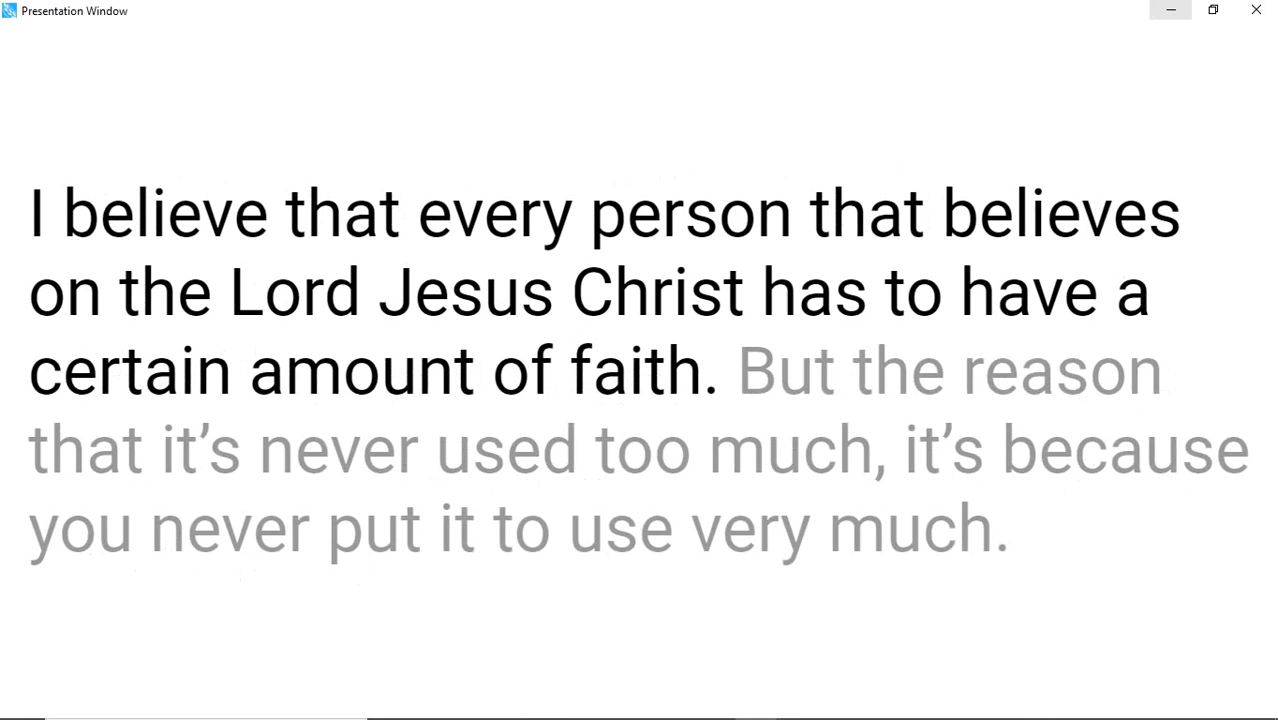 Presentation Window
I believe that every person that believes
on the Lord Jesus Christ has to have a
certain amount of faith. But the reason
that it’s never used too much, it’s because
you never put it to use very much.